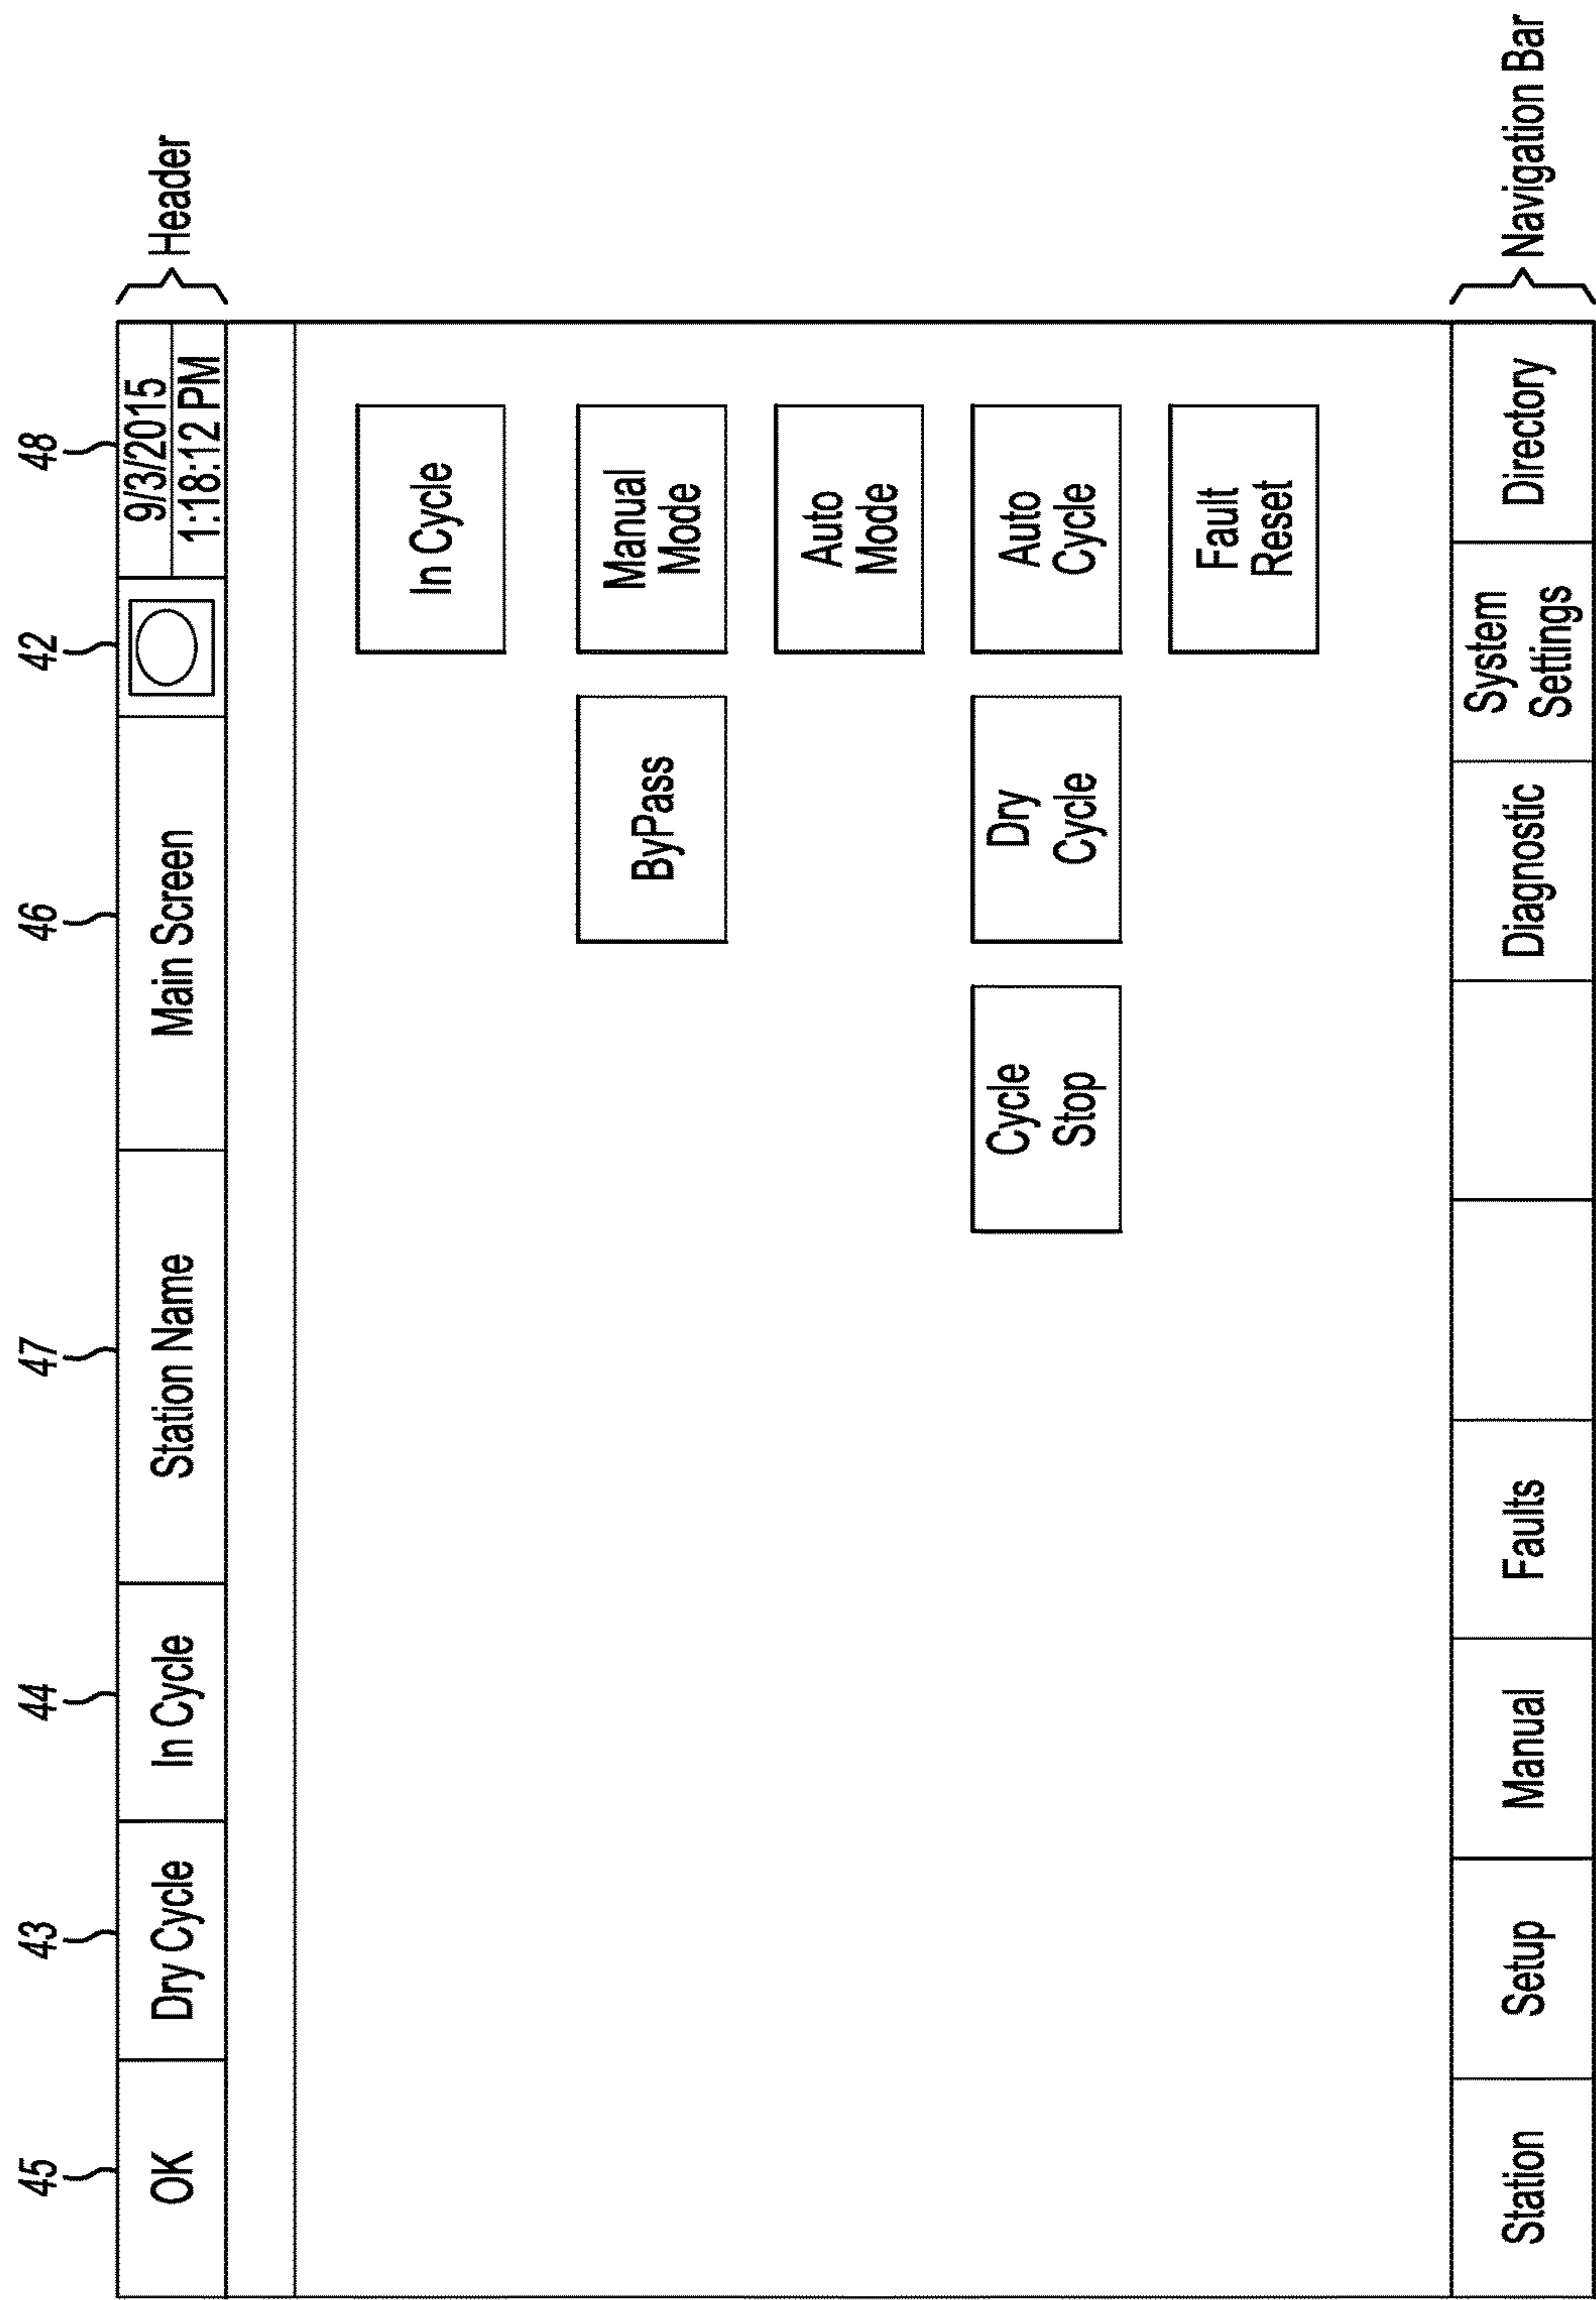 45
43
44
47
46
42
48
OK
Dry Cycle
In Cycle
Station Name
Main Screen
9/3/2015
1:18:12 PM
Header
In Cycle
ByPass
Manual
Mode
Auto
Mode
Cycle
Stop
Dry
Cycle
Auto
Cycle
Fault
Reset
Station
Setup
Manual
Faults
Diagnostic
System
Settings
Directory
Navigation Bar